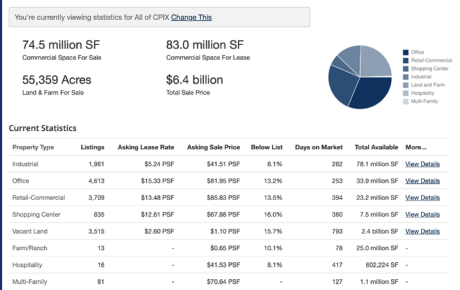 You're currently viewing statistics for All of CPIX Change This
74.5 million SF
Commercial Space For Sale
83.0 million SF
Commercial Space For Lease
55,359 Acres
Land & Farm For Sale
$6.4 billion
Total Sale Price
Office
Retail-Commercial
Shopping Center
Industrial
Land and Farm
Hospitality
Multi-Family
Current Statistics
Property Type Listings Asking Lease Rate Asking Sale Price Below List Days on Market Total Available More...
Industrial 1,961 $5.24 PSF $41.51 PSF 8.1% 262 78.1 million SF View Details
Office 4,613 $15.33 PSF $81.95 PSF 13.2% 253 33.9 million SF View Details
Retail-Commercial 3,709 $13.48 PSF $85.83 PSF 13.5% 394 23.2 million SF View Details
Shopping Center 835 $12.61 PSF $67.88 PSF 16.0% 360 7.5 million SF View Details
Vacant Land 3,515 $2.60 PSF $1.10 PSF 15.7% 793 2.4 billion SF View Details
Farm/Ranch 13 - $0.65 PSF 10.1% 78 25.0 million SF -
Hospitality 16 - $41.53 PSF 8.1% 417 602,224 SF -
Multi-Family 81 - $70.64 PSF - 127 1.1 million SF -